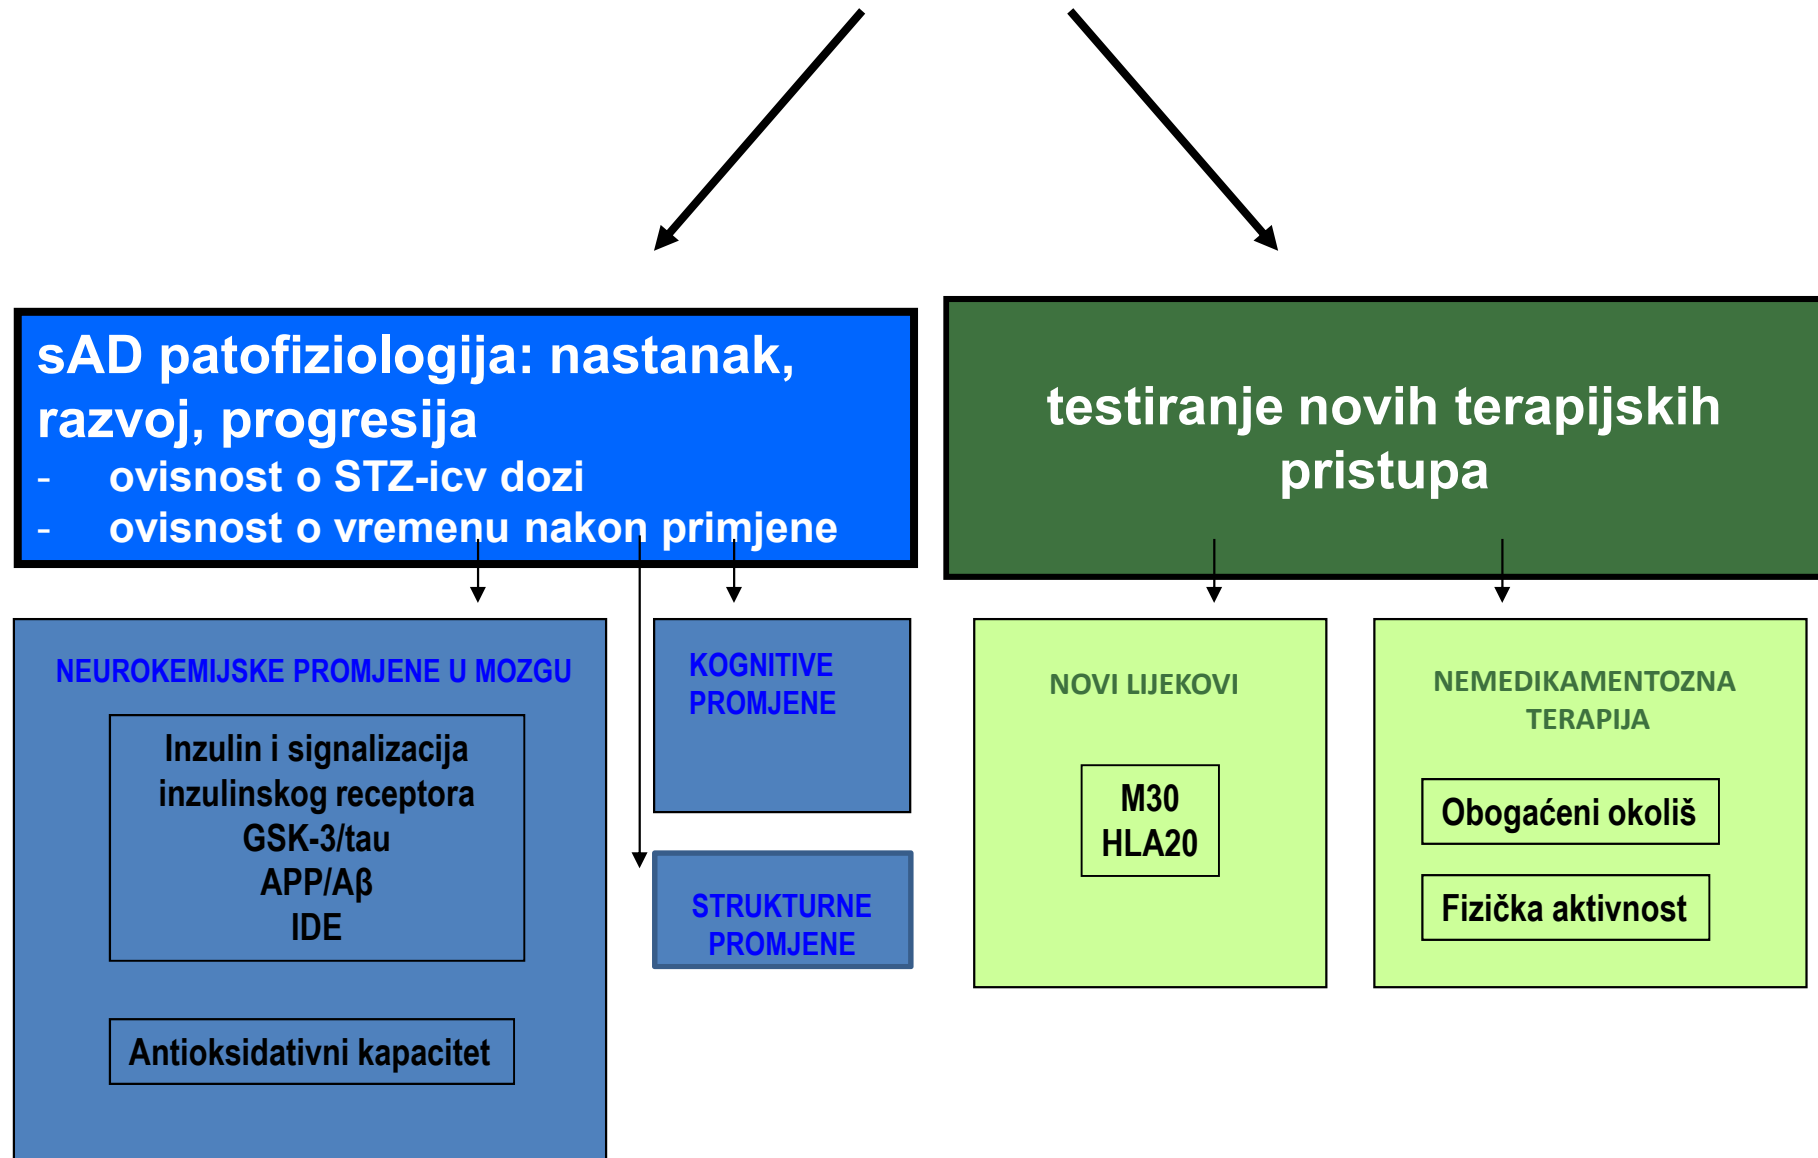 sAD patofiziologija: nastanak,
razvoj, progresija
- ovisnost o STZ-icv dozi
- ovisnost o vremenu nakon primjene
testiranje novih terapijskih
pristupa
NEUROKEMIJSKE PROMJENE U MOZGU
Inzulin i signalizacija
inzulinskog receptora
GSK-3/tau
APP/Aβ
IDE
Antioksidativni kapacitet
KOGNITIVE
PROMJENE
STRUKTURNE
PROMJENE
NOVI LIJEKOVI
M30
HLA20
NEMEDIKAMENTOZNA
TERAPIJA
Obogaćeni okoliš
Fizička aktivnost